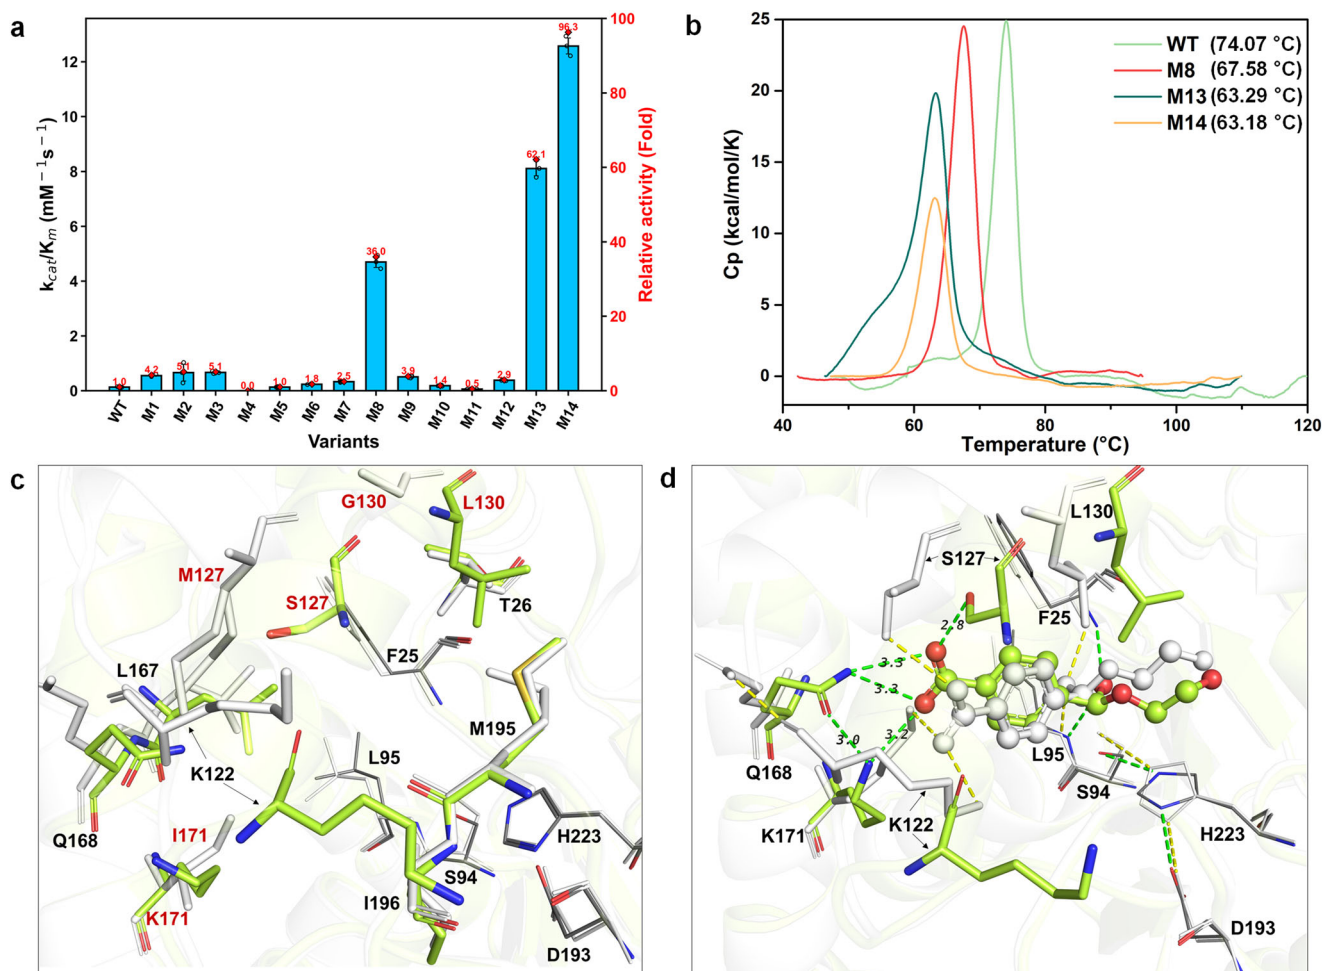 a
k_cat/K_m (mM⁻¹s⁻¹)
12
10
8
6
4
2
0
100
80
60
40
20
0
Relative activity (Fold)
1.0
4.2
5.1
5.1
0.0
1.0
1.8
2.5
36.0
3.9
1.4
0.5
2.9
62.1
96.3
WT
M1
M2
M3
M4
M5
M6
M7
M8
M9
M10
M11
M12
M13
M14
Variants
b
Cp (kcal/mol/K)
25
20
15
10
5
0
40
60
80
100
120
Temperature (°C)
WT (74.07 °C)
M8 (67.58 °C)
M13 (63.29 °C)
M14 (63.18 °C)
c
G130
L130
M127
S127
T26
F25
L167
M195
K122
L95
Q168
I171
H223
S94
K171
I196
D193
d
L130
S127
F25
2.8
3.3
3.3
3.0
3.2
L95
Q168
S94
K171
K122
H223
D193